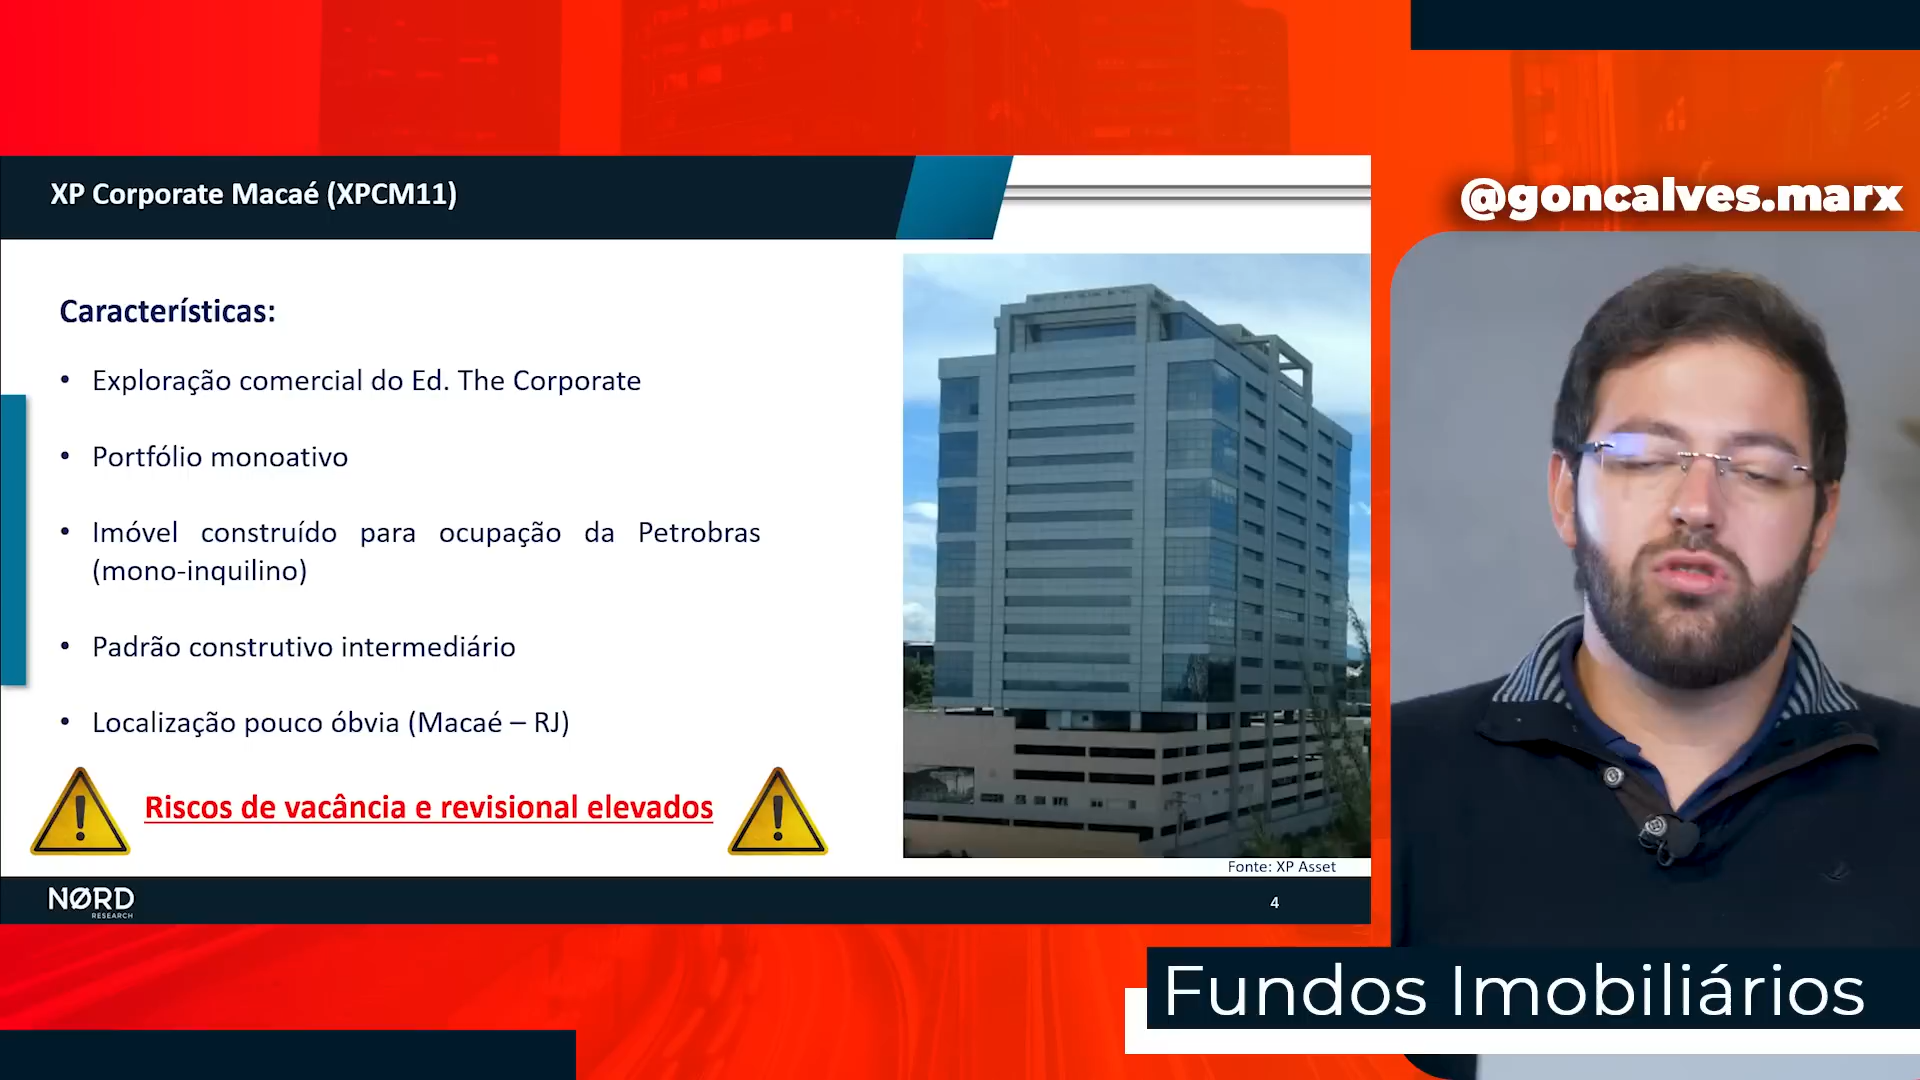 XP Corporate Macaé (XPCM11)
@goncalves.marx
Características:
• Exploração comercial do Ed. The Corporate
• Portfólio monoativo
• Imóvel construído para ocupação da Petrobras
(mono-inquilino)
• Padrão construtivo intermediário
• Localização pouco óbvia (Macaé – RJ)
Riscos de vacância e revisional elevados
Fonte: XP Asset
NØRD
RESEARCH
4
Fundos Imobiliários